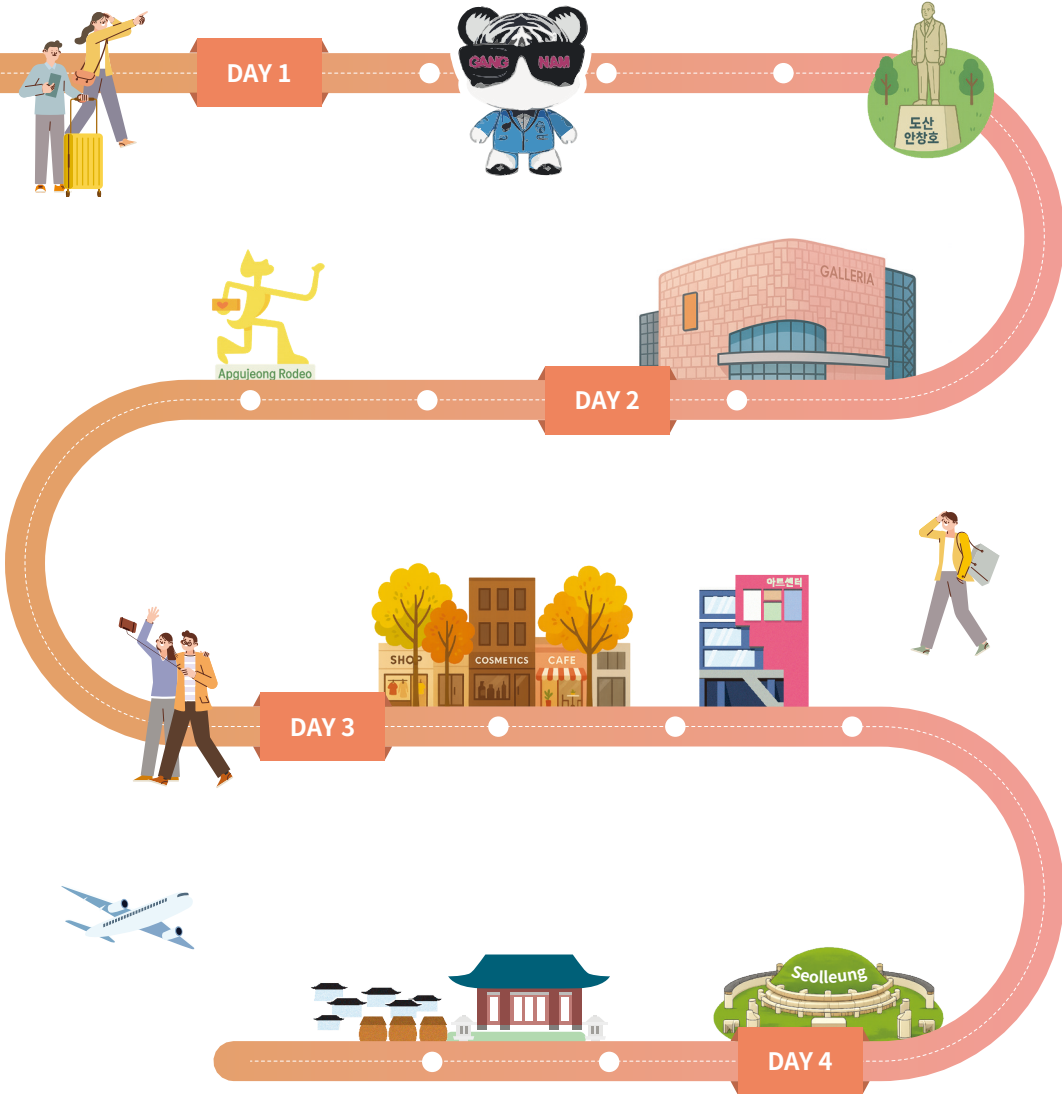 DAY 1
GANG NAM
도산
안창호
GALLERIA
Apgujeong Rodeo
DAY 2
아트센터
SHOP
COSMETICS
CAFE
DAY 3
Seolleung
DAY 4